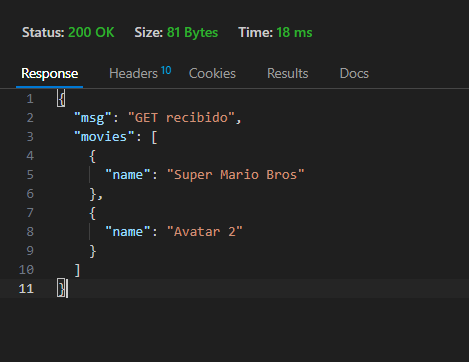 Status: 200 OK Size: 81 Bytes Time: 18 ms
Response Headers 10 Cookies Results Docs
1 {
2 "msg": "GET recibido",
3 "movies": [
4 {
5 "name": "Super Mario Bros"
6 },
7 {
8 "name": "Avatar 2"
9 }
10 ]
11 }